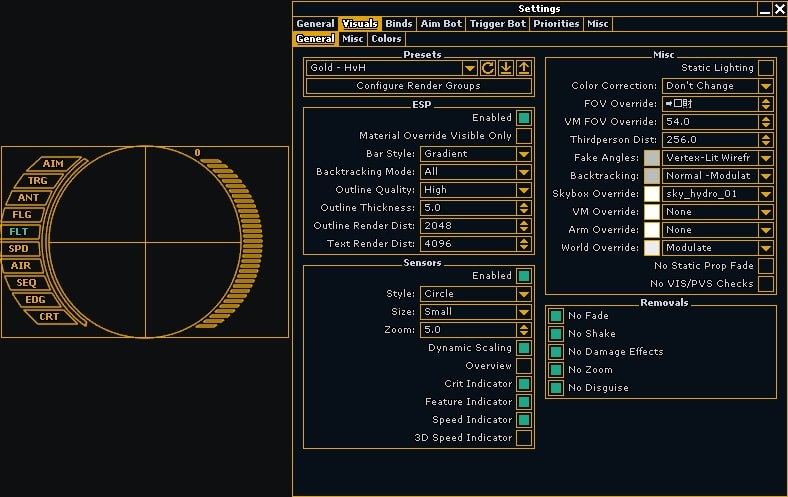 Settings
General Visuals Binds Aim Bot Trigger Bot Priorities Misc
General Misc Colors
Presets
Gold - HvH
Configure Render Groups
ESP
Enabled
Material Override Visible Only
Bar Style: Gradient
Backtracking Mode: All
Outline Quality: High
Outline Thickness: 5.0
Outline Render Dist: 2048
Text Render Dist: 4096
Sensors
Enabled
Style: Circle
Size: Small
Zoom: 5.0
Dynamic Scaling
Overview
Crit Indicator
Feature Indicator
Speed Indicator
3D Speed Indicator
Misc
Static Lighting
Color Correction: Don't Change
FOV Override:
VM FOV Override: 54.0
Thirdperson Dist: 256.0
Fake Angles: Vertex-Lit Wirefr
Backtracking: Normal -Modulat
Skybox Override: sky_hydro_01
VM Override: None
Arm Override: None
World Override: Modulate
No Static Prop Fade
No VIS/PVS Checks
Removals
No Fade
No Shake
No Damage Effects
No Zoom
No Disguise
0
AIM
TRG
ANT
FLG
FLT
SPD
AIR
SEQ
EDG
CRT